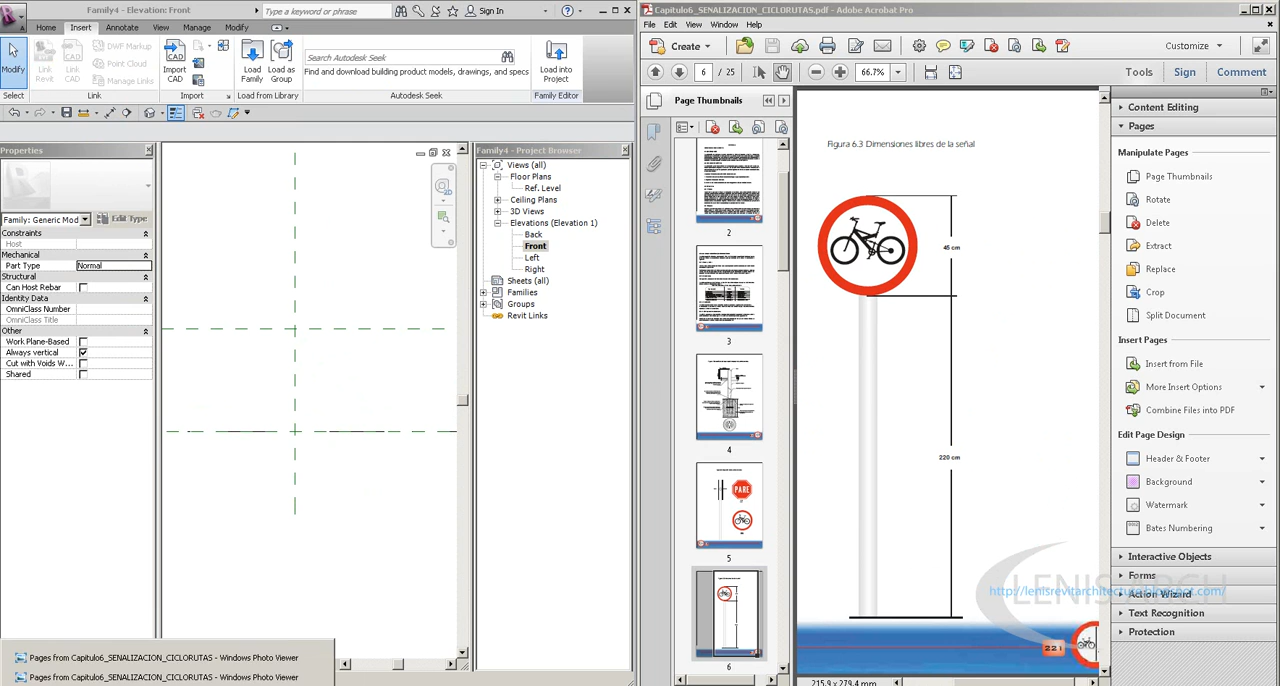 Family4 - Elevation: Front
Type a keyword or phrase
Sign In
Home Insert Annotate View Manage Modify
Modify
Link Revit
Link CAD
DWF Markup
Point Cloud
Manage Links
Import CAD
Load Family
Load as Group
Autodesk Seek
Find and download building product models, drawings, and specs
Load into Project
Select Link Import Load from Library Autodesk Seek Family Editor
Properties
Family: Generic Mod
Edit Type
Constraints
Host
Mechanical
Part Type Normal
Structural
Can Host Rebar
Identity Data
OmniClass Number
OmniClass Title
Other
Work Plane-Based
Always vertical
Cut with Voids W...
Shared
Family4 - Project Browser
Views (all)
Floor Plans
Ref. Level
Ceiling Plans
3D Views
Elevations (Elevation 1)
Back
Front
Left
Right
Sheets (all)
Families
Groups
Revit Links
Pages from Capitulo6_SENALIZACION_CICLORUTAS - Windows Photo Viewer
Pages from Capitulo6_SENALIZACION_CICLORUTAS - Windows Photo Viewer
Capitulo6_SENALIZACION_CICLORUTAS.pdf - Adobe Acrobat Pro
File Edit View Window Help
Create
Customize
6 / 25
66.7%
Tools Sign Comment
Page Thumbnails
2
3
4
PARE
5
6
Figura 6.3 Dimensiones libres de la señal
45 cm
220 cm
221
215.9 x 279.4 mm
LENISARCH
http://lenisrevitarchitecture.blogspot.com/
Content Editing
Pages
Manipulate Pages
Page Thumbnails
Rotate
Delete
Extract
Replace
Crop
Split Document
Insert Pages
Insert from File
More Insert Options
Combine Files into PDF
Edit Page Design
Header & Footer
Background
Watermark
Bates Numbering
Interactive Objects
Forms
Action Wizard
Text Recognition
Protection